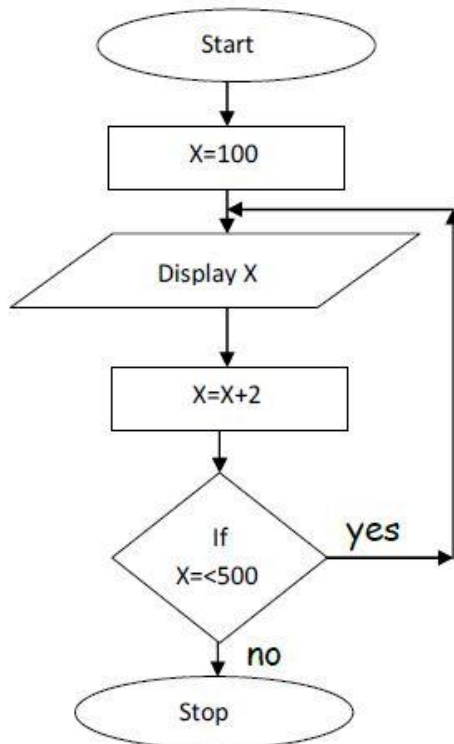 Start
X=100
Display X
X=X+2
If
X=<500
yes
no
Stop